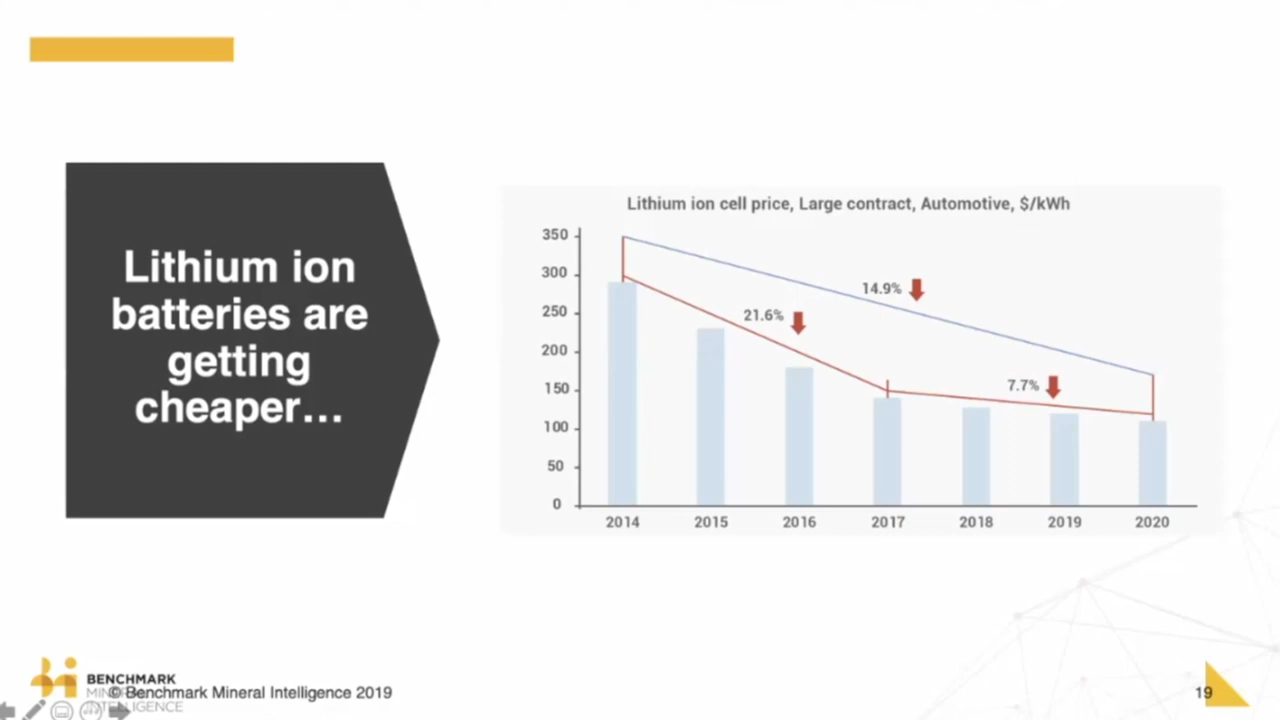 Lithium ion
batteries are
getting
cheaper...
Lithium ion cell price, Large contract, Automotive, $/kWh
350
300
250
200
150
100
50
0
14.9%
21.6%
7.7%
2014 2015 2016 2017 2018 2019 2020
BENCHMARK
MINERAL
INTELLIGENCE
© Benchmark Mineral Intelligence 2019
19